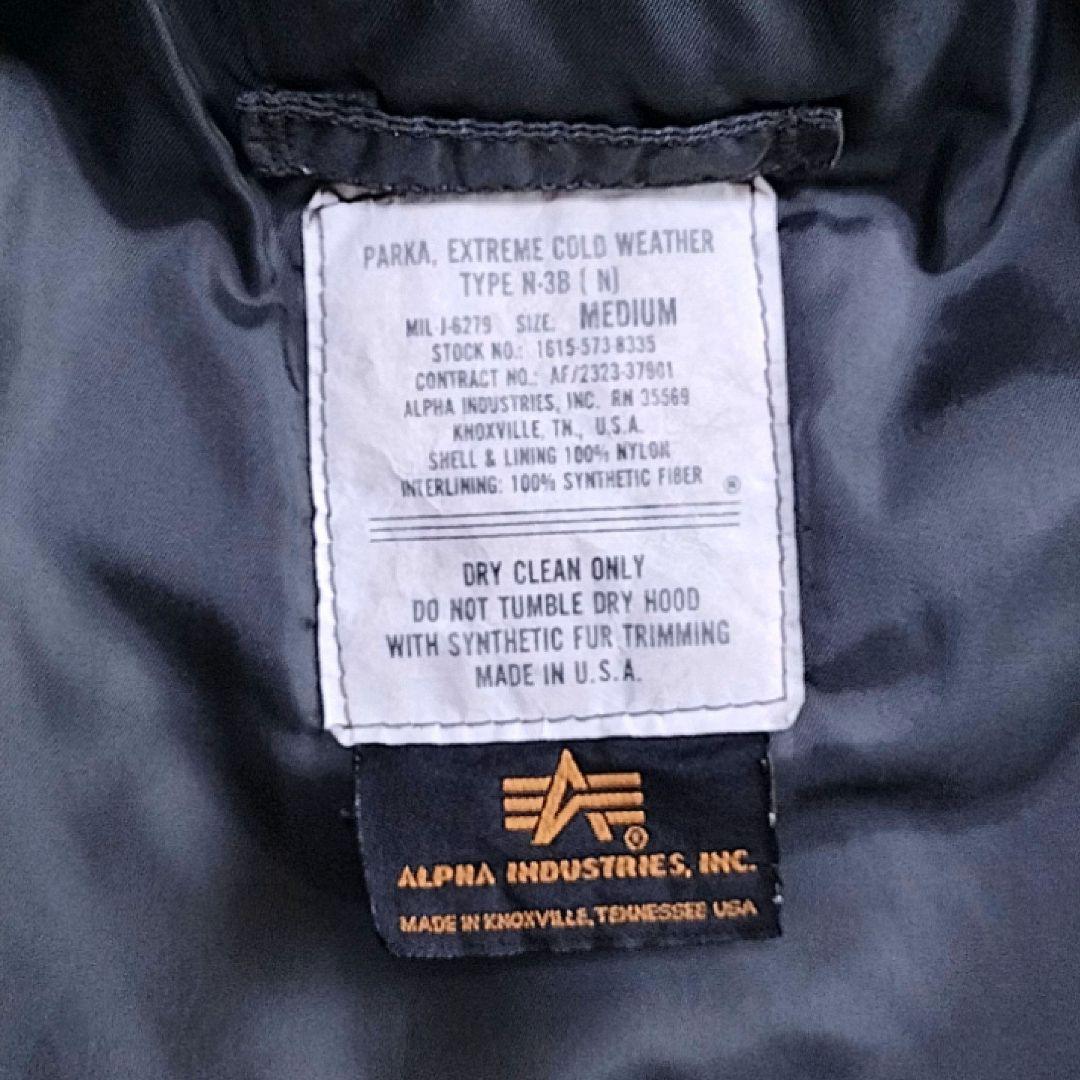 PARKA, EXTREME COLD WEATHER
TYPE N-3B ( N)
MIL-J-6279 SIZE: MEDIUM
STOCK NO.: 1615-573-8335
CONTRACT NO.: AF/2323-37901
ALPHA INDUSTRIES, INC. RN 35569
KNOXVILLE, TN., U.S.A.
SHELL & LINING 100% NYLON
INTERLINING: 100% SYNTHETIC FIBER ®
DRY CLEAN ONLY
DO NOT TUMBLE DRY HOOD
WITH SYNTHETIC FUR TRIMMING
MADE IN U.S.A.
ALPHA INDUSTRIES, INC.
MADE IN KNOXVILLE, TENNESSEE USA